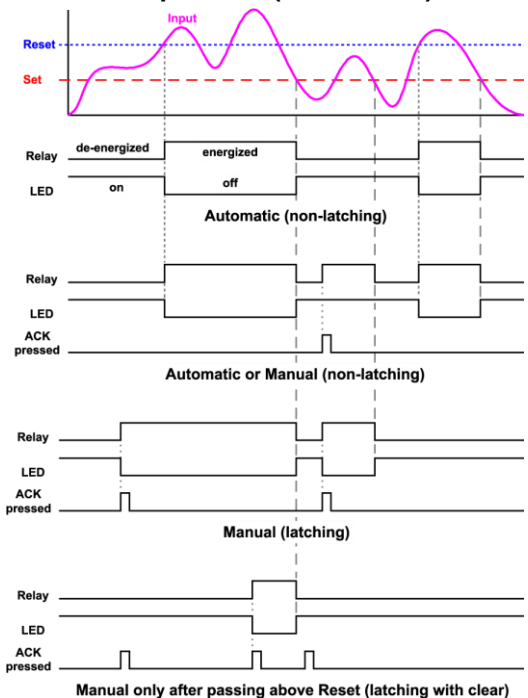 Input
Reset
Set
de-energized
energized
Relay
LED
on
off
Automatic (non-latching)
Relay
LED
ACK
pressed
Automatic or Manual (non-latching)
Relay
LED
ACK
pressed
Manual (latching)
Relay
LED
ACK
pressed
Manual only after passing above Reset (latching with clear)